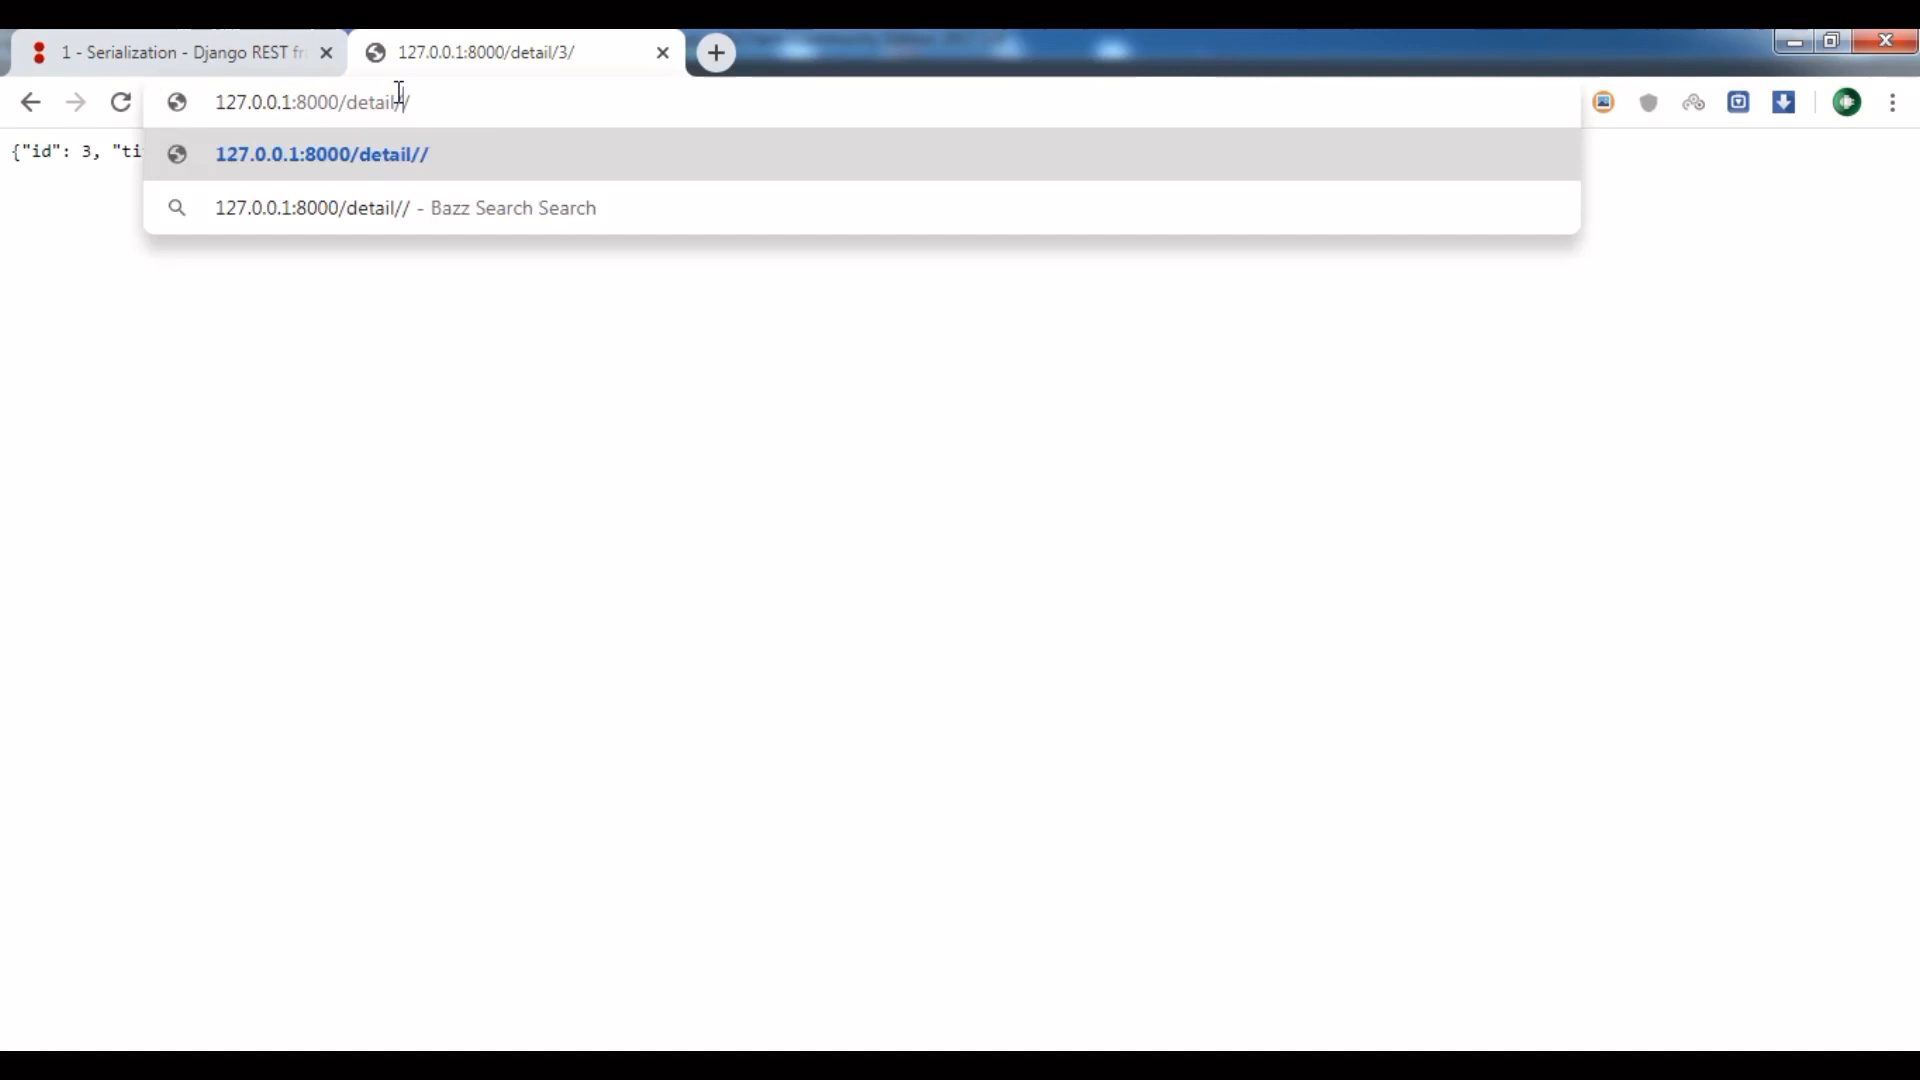 1 - Serialization - Django REST fr
127.0.0.1:8000/detail/3/
127.0.0.1:8000/detail//
{"id": 3, "ti
127.0.0.1:8000/detail//
127.0.0.1:8000/detail// - Bazz Search Search